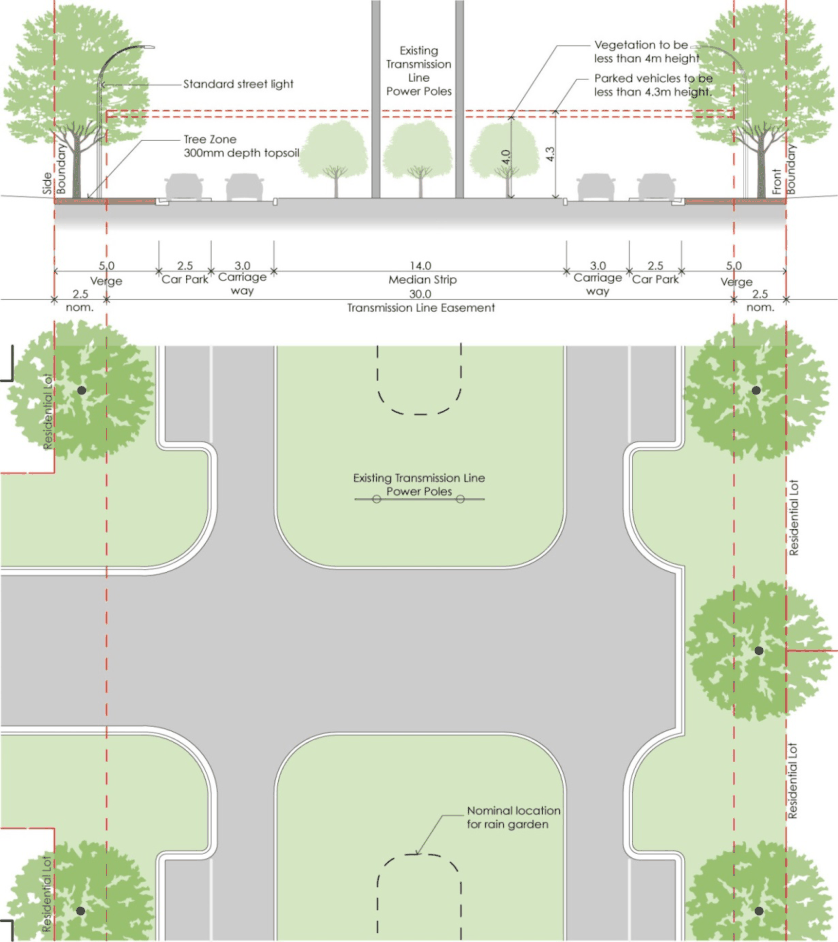 Existing
Transmission
Line
Power Poles
Vegetation to be
less than 4m height
Parked vehicles to be
less than 4.3m height.
Standard street light
Tree Zone
300mm depth topsoil
4.0
4.3
Side
Boundary
Front
Boundary
5.0
Verge
2.5
Car Park
3.0
Carriage
way
14.0
Median Strip
3.0
Carriage
way
2.5
Car Park
5.0
Verge
2.5
nom.
30.0
Transmission Line Easement
2.5
nom.
Residential Lot
Existing Transmission Line
Power Poles
Residential Lot
Residential Lot
Nominal location
for rain garden
Residential Lot